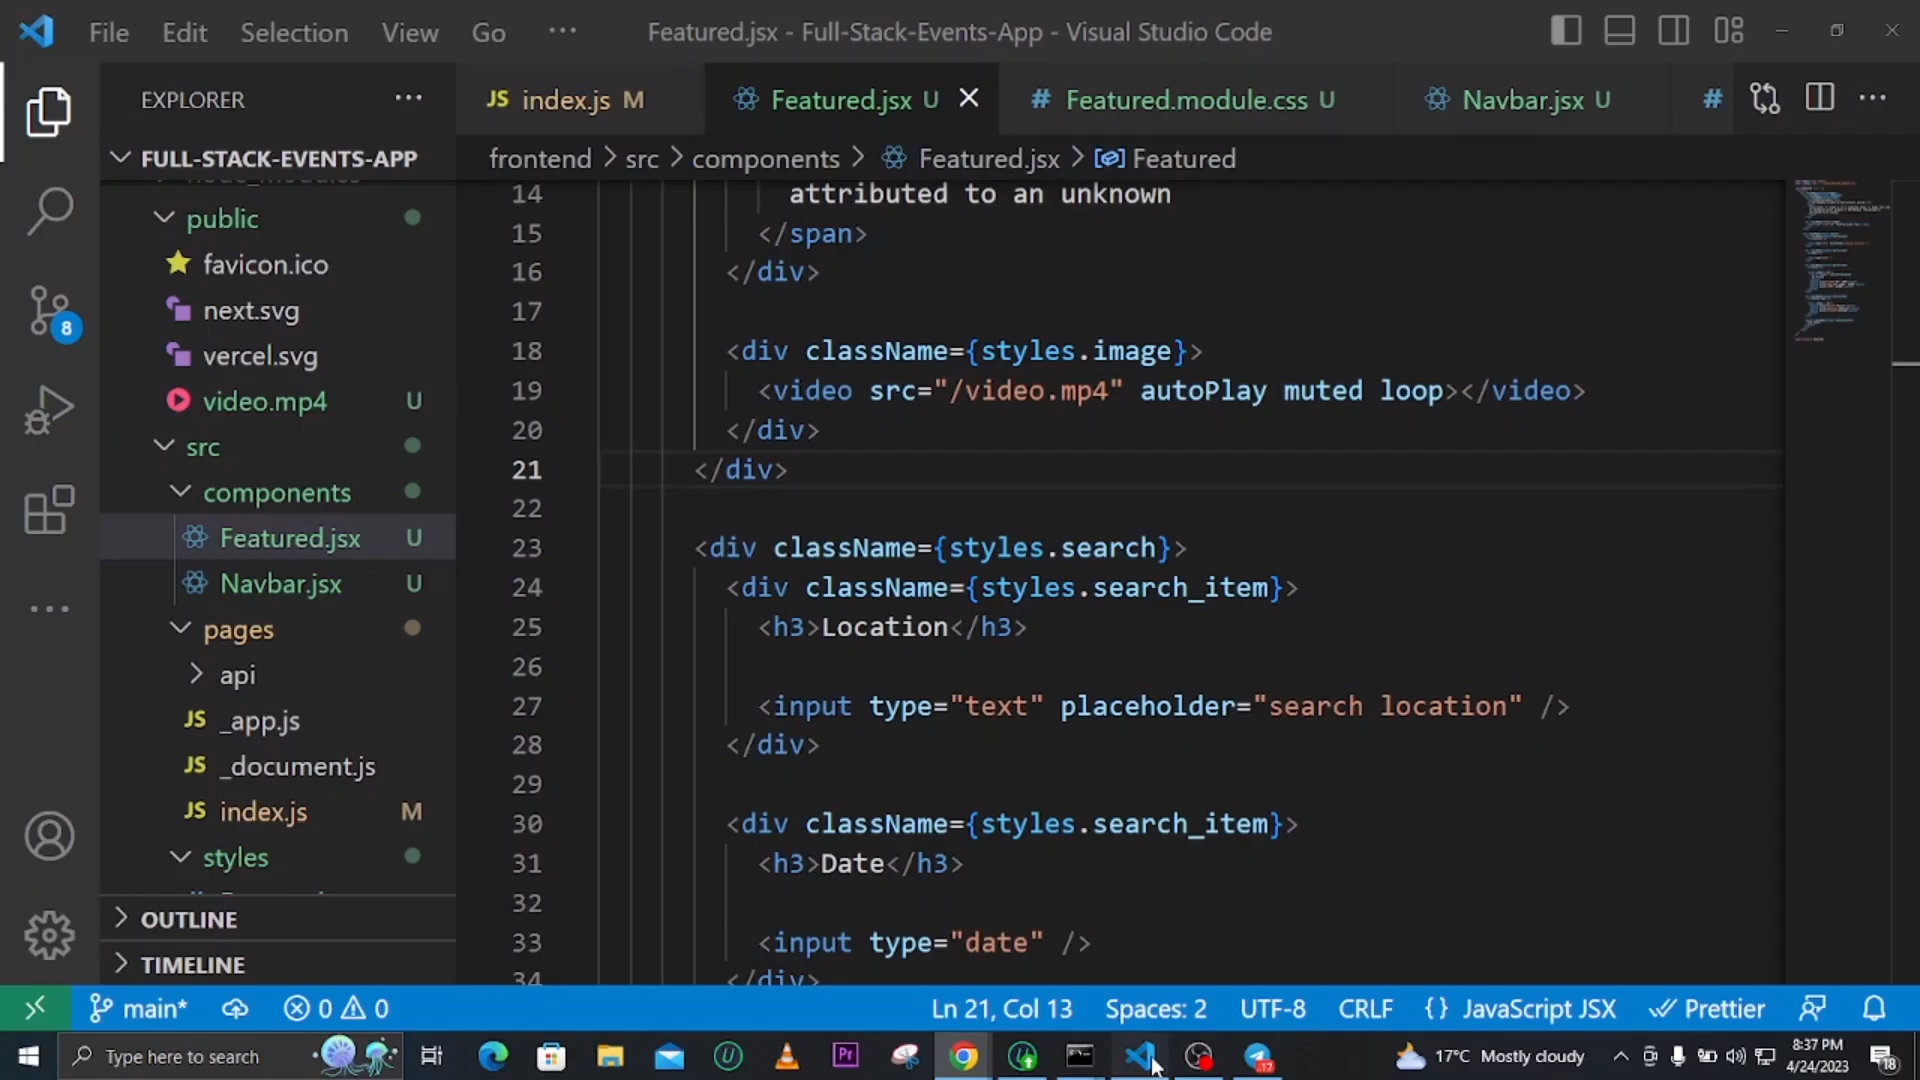 File Edit Selection View Go ··· Featured.jsx - Full-Stack-Events-App - Visual Studio Code
EXPLORER ···
JS index.js M
Featured.jsx U
# Featured.module.css U
Navbar.jsx U
#
FULL-STACK-EVENTS-APP
frontend > src > components > Featured.jsx > Featured
node_modules
public
favicon.ico
next.svg
vercel.svg
video.mp4 U
src
components
Featured.jsx U
Navbar.jsx U
pages
api
JS _app.js
JS _document.js
JS index.js M
styles
OUTLINE
TIMELINE
8
14 attributed to an unknown
15 </span>
16 </div>
17
18 <div className={styles.image}>
19 <video src="/video.mp4" autoPlay muted loop></video>
20 </div>
21 </div>
22
23 <div className={styles.search}>
24 <div className={styles.search_item}>
25 <h3>Location</h3>
26
27 <input type="text" placeholder="search location" />
28 </div>
29
30 <div className={styles.search_item}>
31 <h3>Date</h3>
32
33 <input type="date" />
34 </div>
main* 0 0 Ln 21, Col 13 Spaces: 2 UTF-8 CRLF {} JavaScript JSX Prettier
Type here to search
Pr
17
17°C Mostly cloudy
8:37 PM
4/24/2023
18